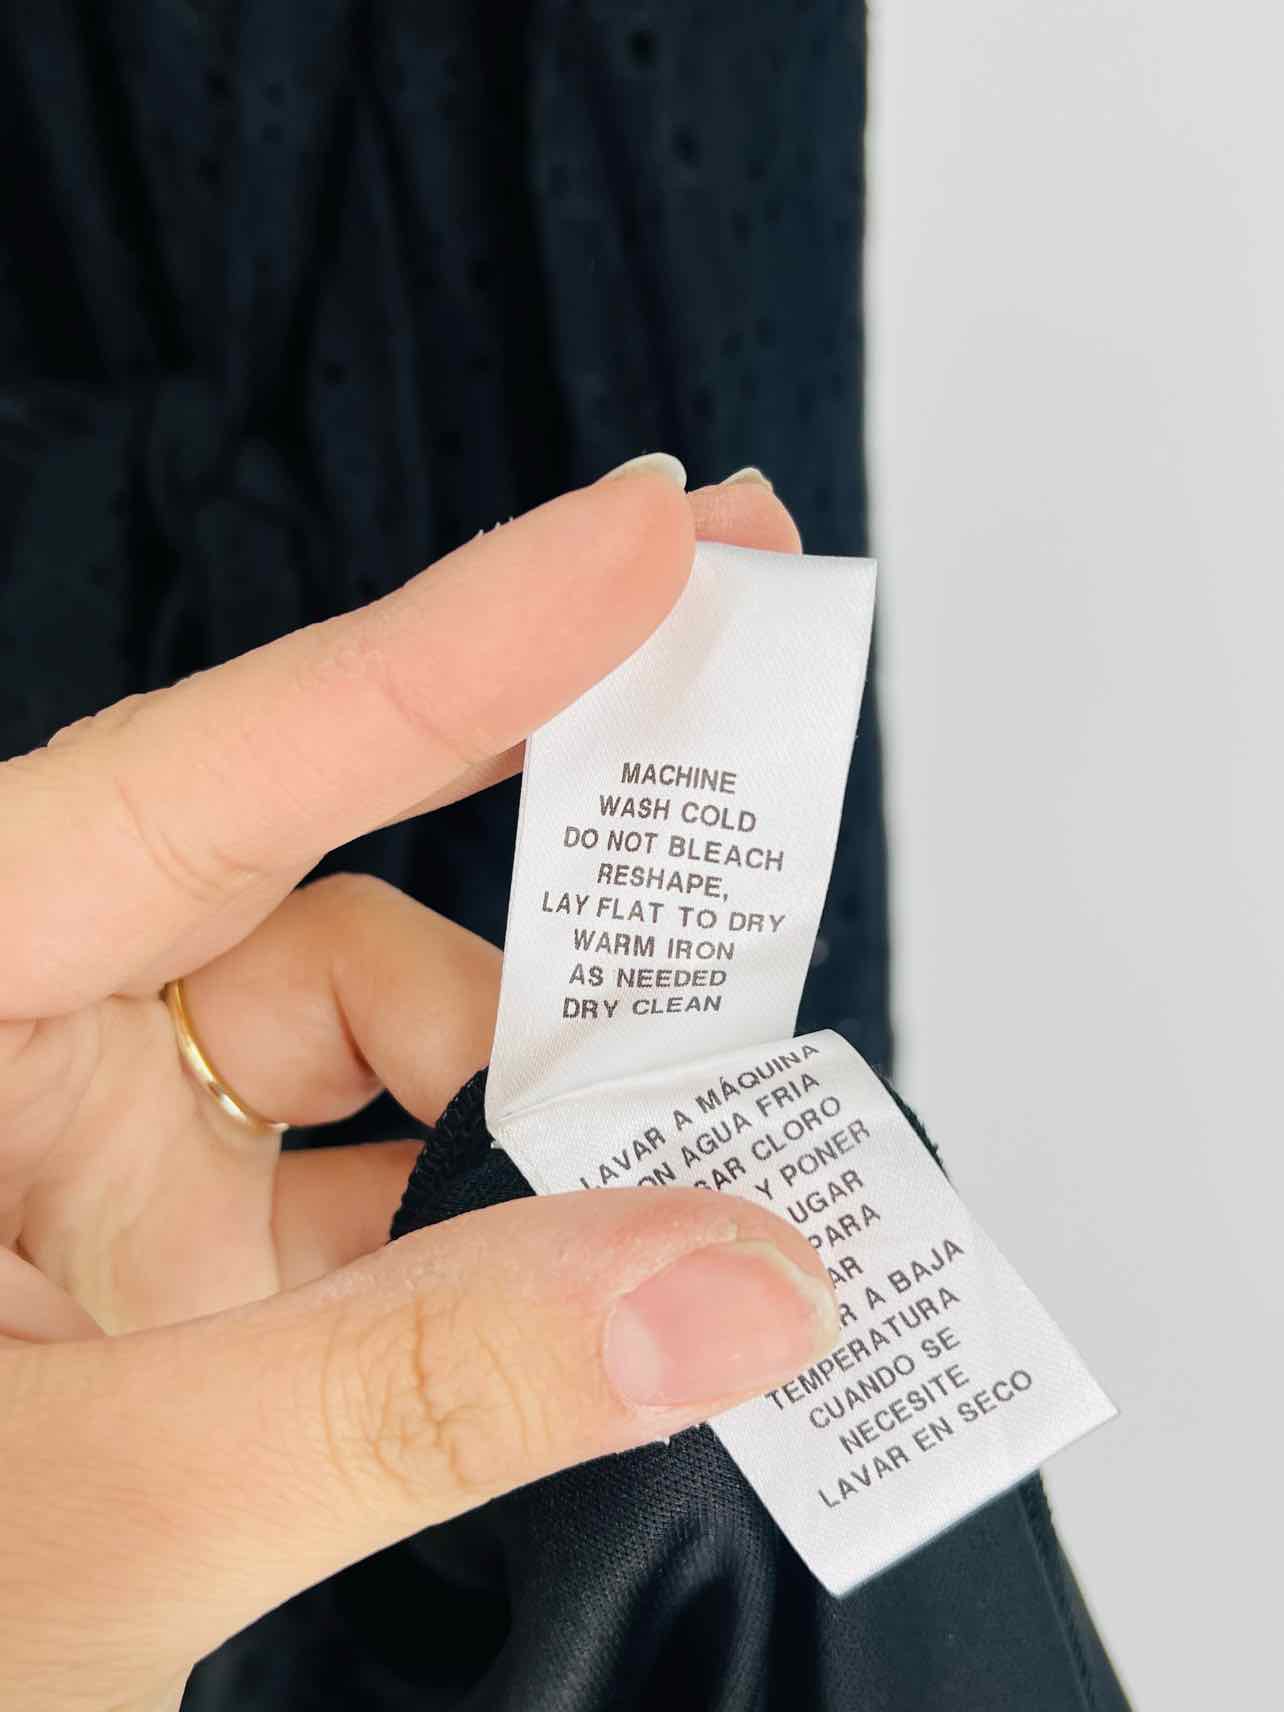 MACHINE
WASH COLD
DO NOT BLEACH
RESHAPE,
LAY FLAT TO DRY
WARM IRON
AS NEEDED
DRY CLEAN
LAVAR A MÁQUINA
AGUA FRIA
CLORO
Y PONER
PARA
A BAJA
TEMPERATURA
CUANDO SE
NECESITE
LAVAR EN SECO